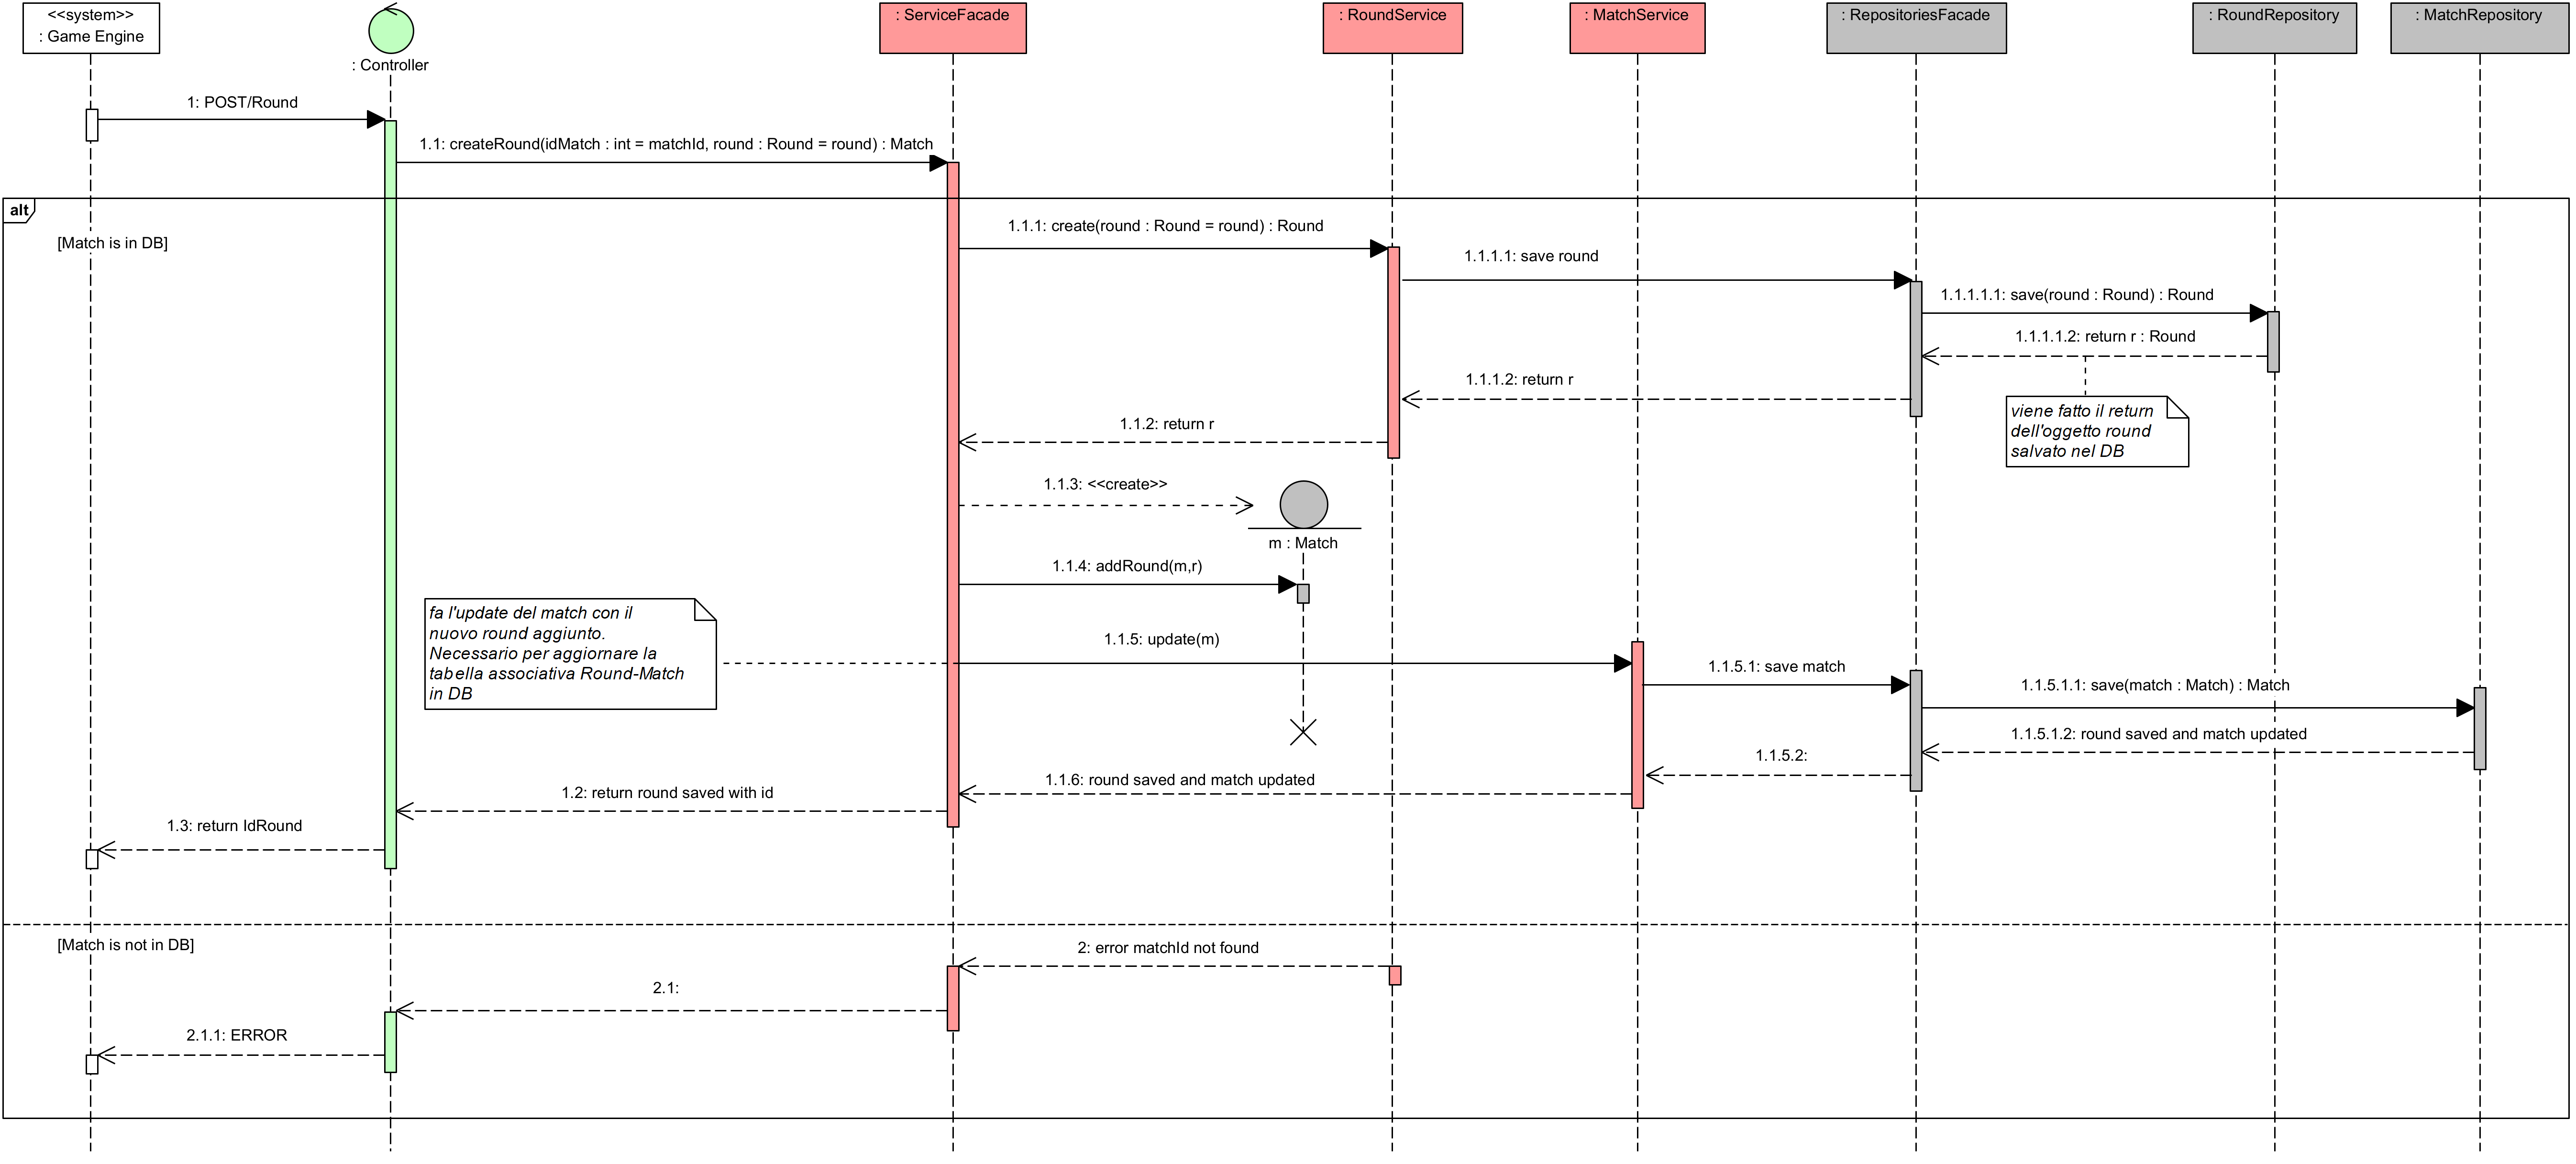 <<system>>
: Game Engine
: Controller
: ServiceFacade
: RoundService
: MatchService
: RepositoriesFacade
: RoundRepository
: MatchRepository
1: POST/Round
1.1: createRound(idMatch : int = matchId, round : Round = round) : Match
alt
[Match is in DB]
1.1.1: create(round : Round = round) : Round
1.1.1.1: save round
1.1.1.1.1: save(round : Round) : Round
1.1.1.1.2: return r : Round
1.1.1.2: return r
viene fatto il return
dell'oggetto round
salvato nel DB
1.1.2: return r
1.1.3: <<create>>
m : Match
1.1.4: addRound(m,r)
fa l'update del match con il
nuovo round aggiunto.
Necessario per aggiornare la
tabella associativa Round-Match
in DB
1.1.5: update(m)
1.1.5.1: save match
1.1.5.1.1: save(match : Match) : Match
1.1.5.1.2: round saved and match updated
1.1.5.2:
1.1.6: round saved and match updated
1.2: return round saved with id
1.3: return IdRound
[Match is not in DB]
2: error matchId not found
2.1:
2.1.1: ERROR